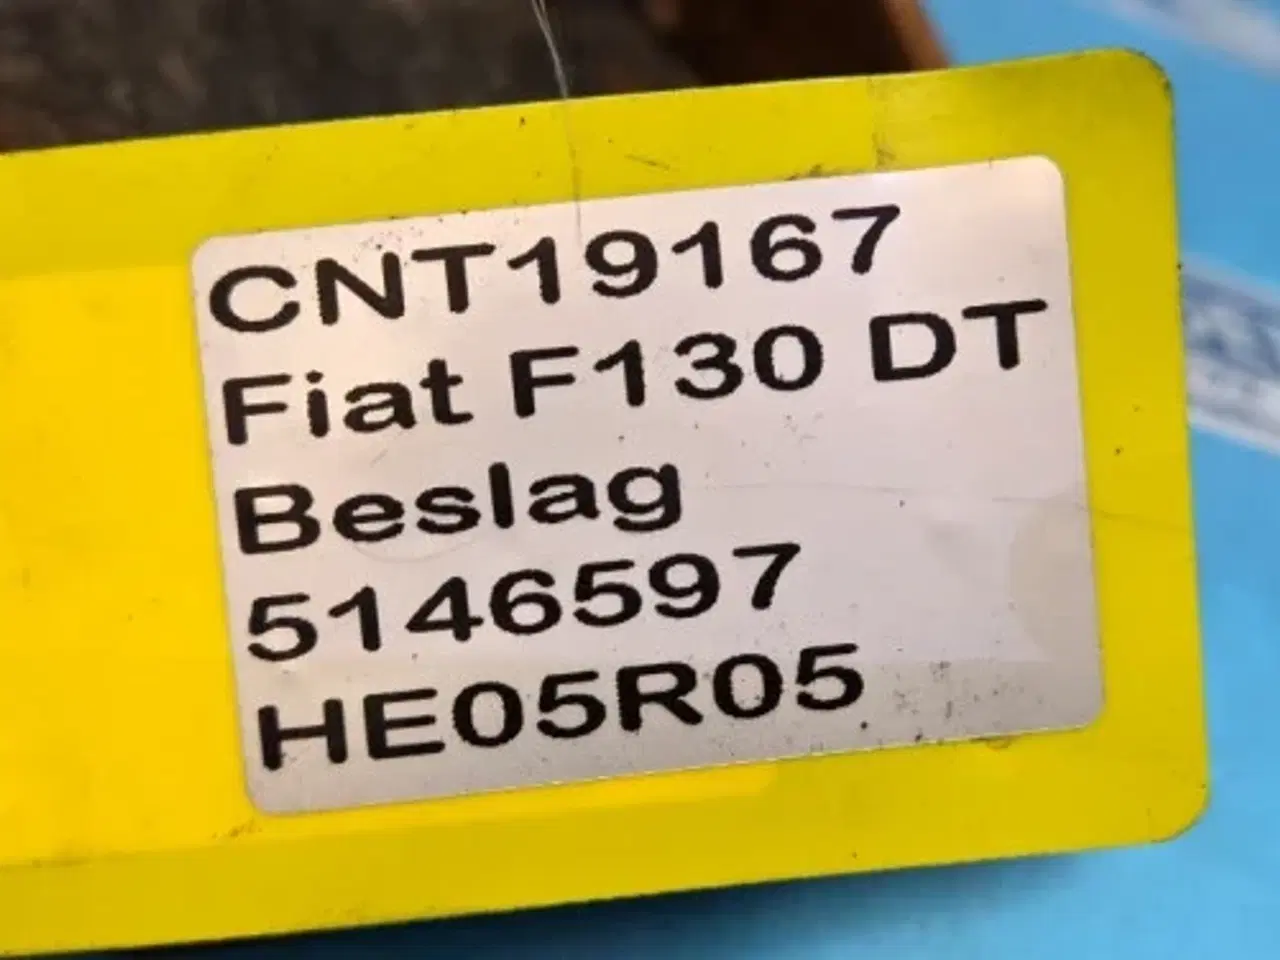 CNT19167
Fiat F130 DT
Beslag
5146597
HE05R05